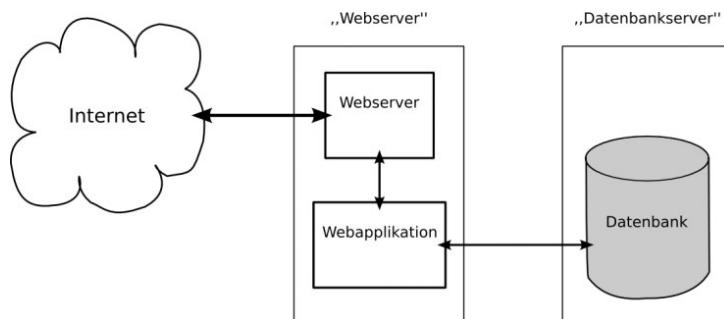 ,,Webserver''
,,Datenbankserver''
Internet
Webserver
Webapplikation
Datenbank